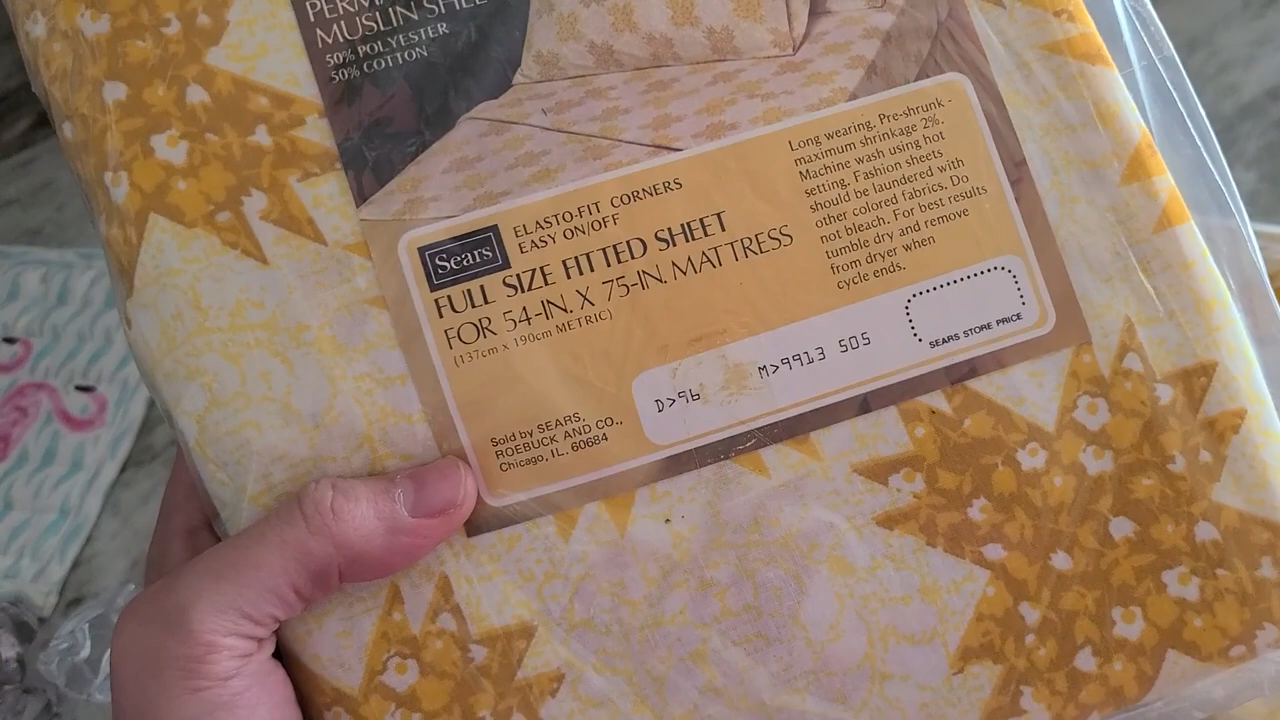 MUSLIN
50% POLYESTER
50% COTTON
Sears
ELASTO-FIT CORNERS
EASY ON/OFF
FULL SIZE FITTED SHEET
FOR 54-IN. X 75-IN. MATTRESS
(137cm x 190cm METRIC)
Long wearing. Pre-shrunk -
maximum shrinkage 2%.
Machine wash using hot
setting. Fashion sheets
should be laundered with
other colored fabrics. Do
not bleach. For best results
tumble dry and remove
from dryer when
cycle ends.
D>96 M>9913 505
SEARS STORE PRICE
Sold by SEARS,
ROEBUCK AND CO.,
Chicago, IL. 60684